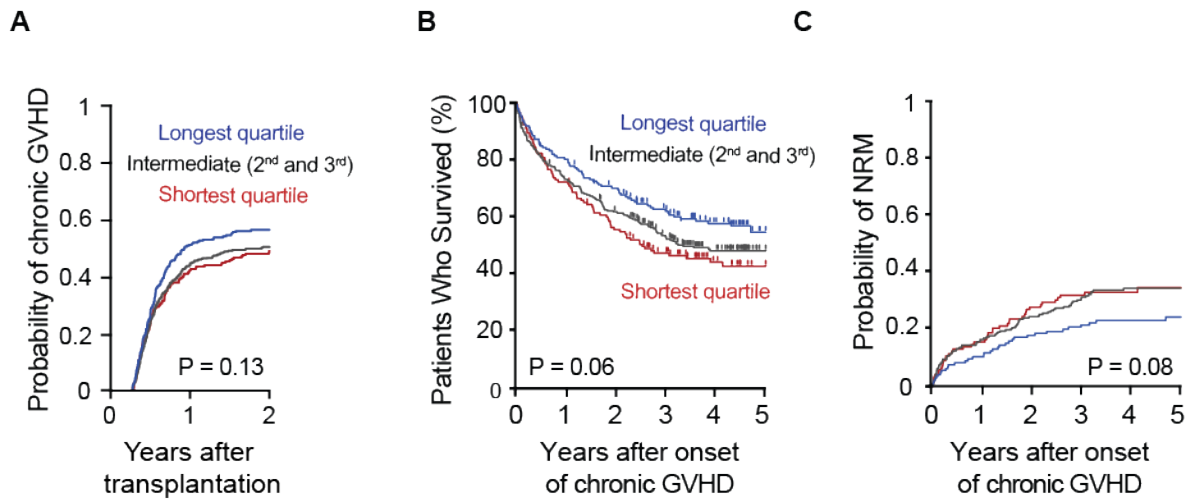 A
Probability of chronic GVHD
1
0.8
0.6
0.4
0.2
0
Longest quartile
Intermediate (2nd and 3rd)
Shortest quartile
P = 0.13
0 1 2
Years after
transplantation
B
Patients Who Survived (%)
100
80
60
40
20
0
Longest quartile
Intermediate (2nd and 3rd)
Shortest quartile
P = 0.06
0 1 2 3 4 5
Years after onset
of chronic GVHD
C
Probability of NRM
1
0.8
0.4
0.2
0
P = 0.08
0 1 2 3 4 5
Years after onset
of chronic GVHD